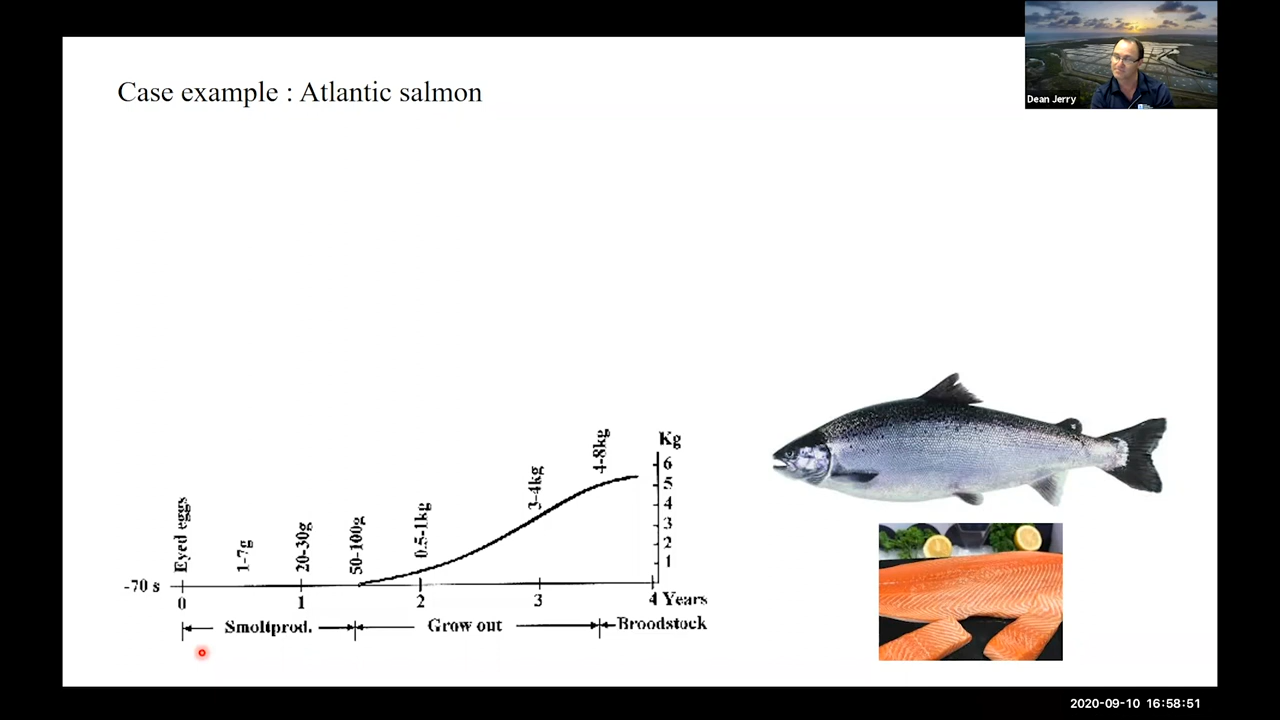 Case example : Atlantic salmon
Dean Jerry
Eyed eggs
1-7g
20-30g
50-100g
0.5-1kg
3-4kg
4-8kg
Kg
6
5
4
3
2
1
-70 s
0
1
2
3
4 Years
Smoltprod.
Grow out
Broodstock
2020-09-10 16:58:51